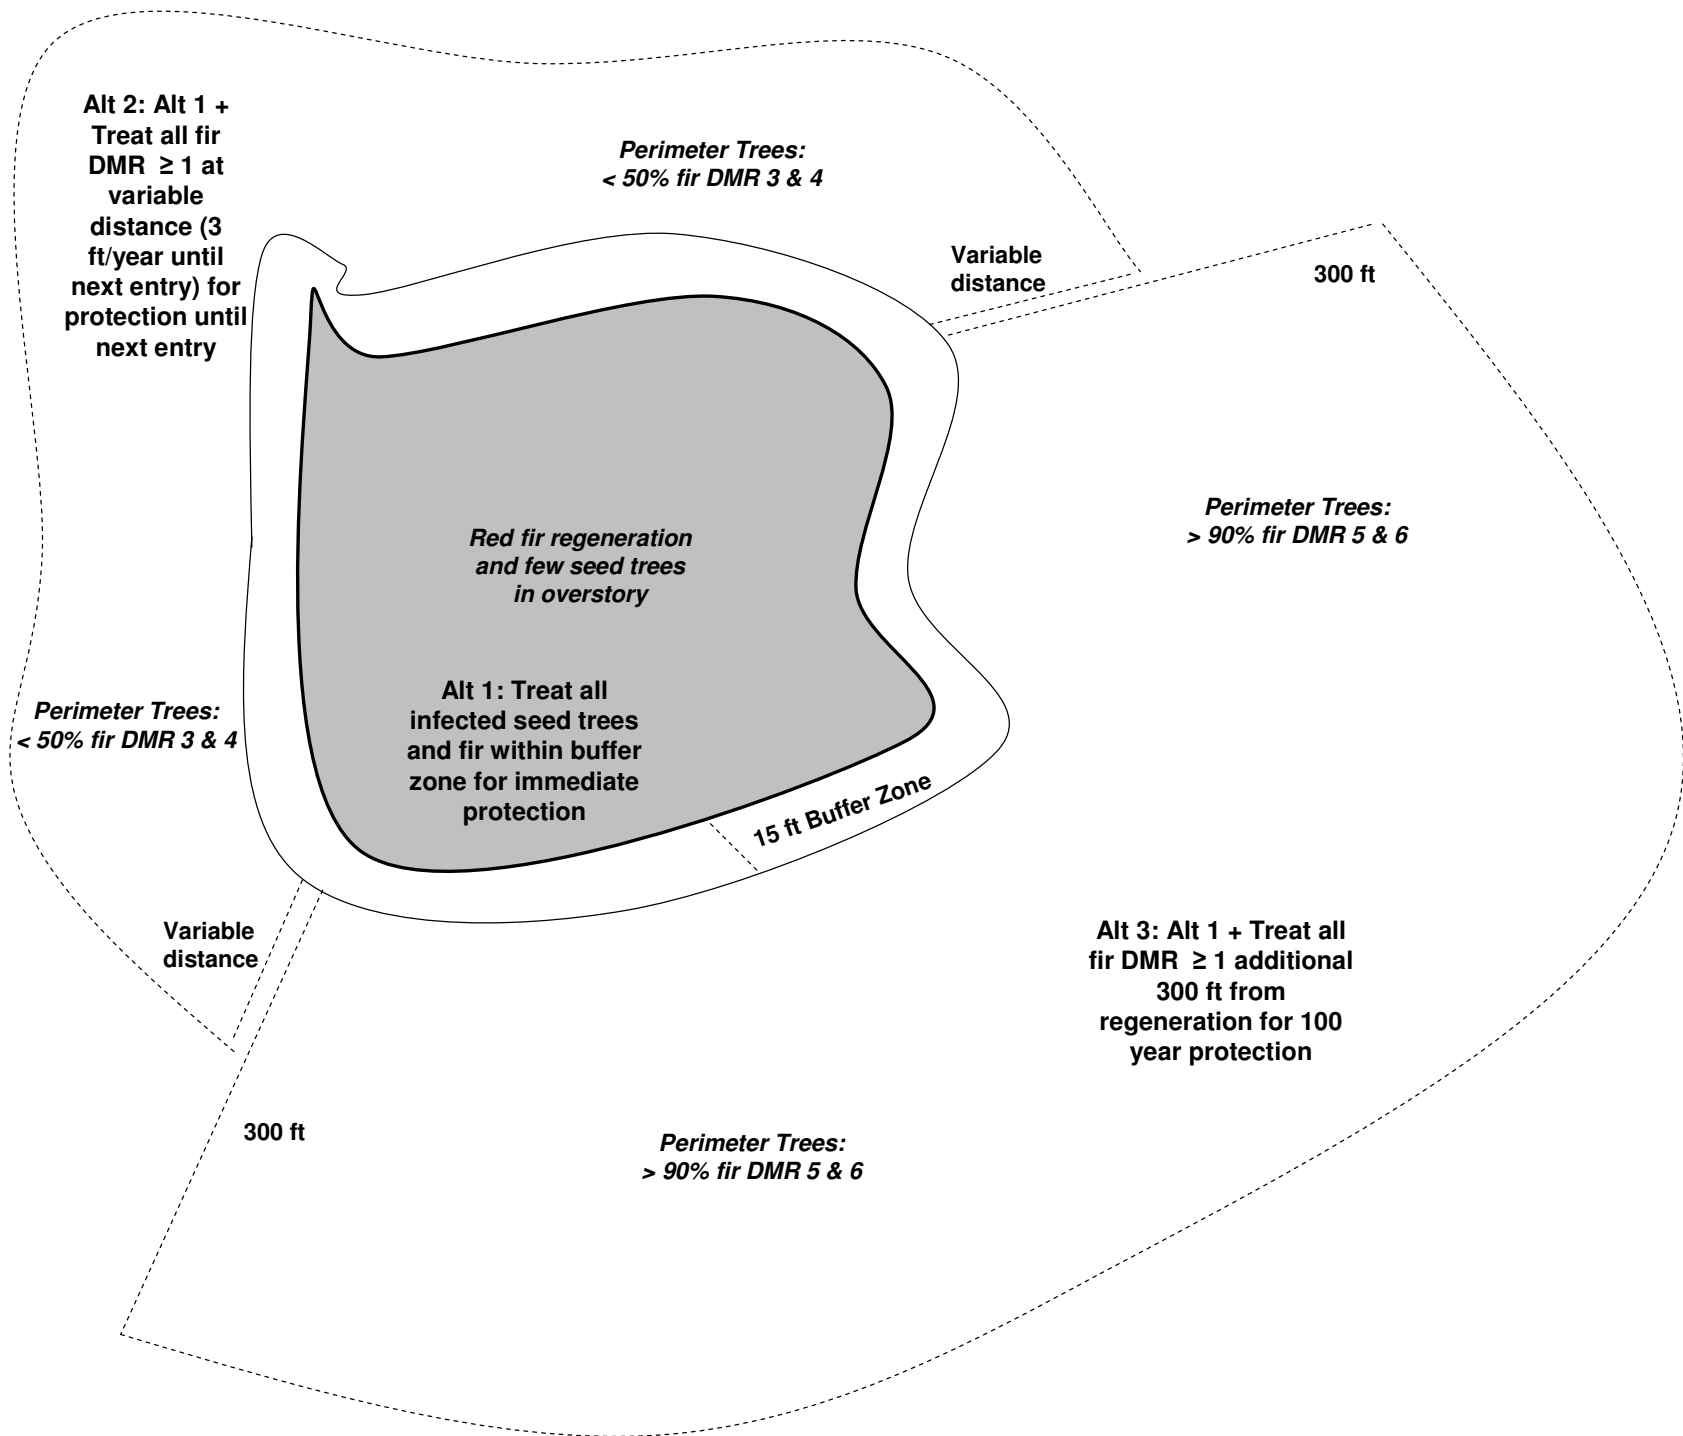 Alt 2: Alt 1 +
Treat all fir
DMR ≥ 1 at
variable
distance (3
ft/year until
next entry) for
protection until
next entry
Perimeter Trees:
< 50% fir DMR 3 & 4
Variable
distance
300 ft
Perimeter Trees:
> 90% fir DMR 5 & 6
Red fir regeneration
and few seed trees
in overstory
Alt 1: Treat all
infected seed trees
and fir within buffer
zone for immediate
protection
Perimeter Trees:
< 50% fir DMR 3 & 4
15 ft Buffer Zone
Variable
distance
Alt 3: Alt 1 + Treat all
fir DMR ≥ 1 additional
300 ft from
regeneration for 100
year protection
300 ft
Perimeter Trees:
> 90% fir DMR 5 & 6